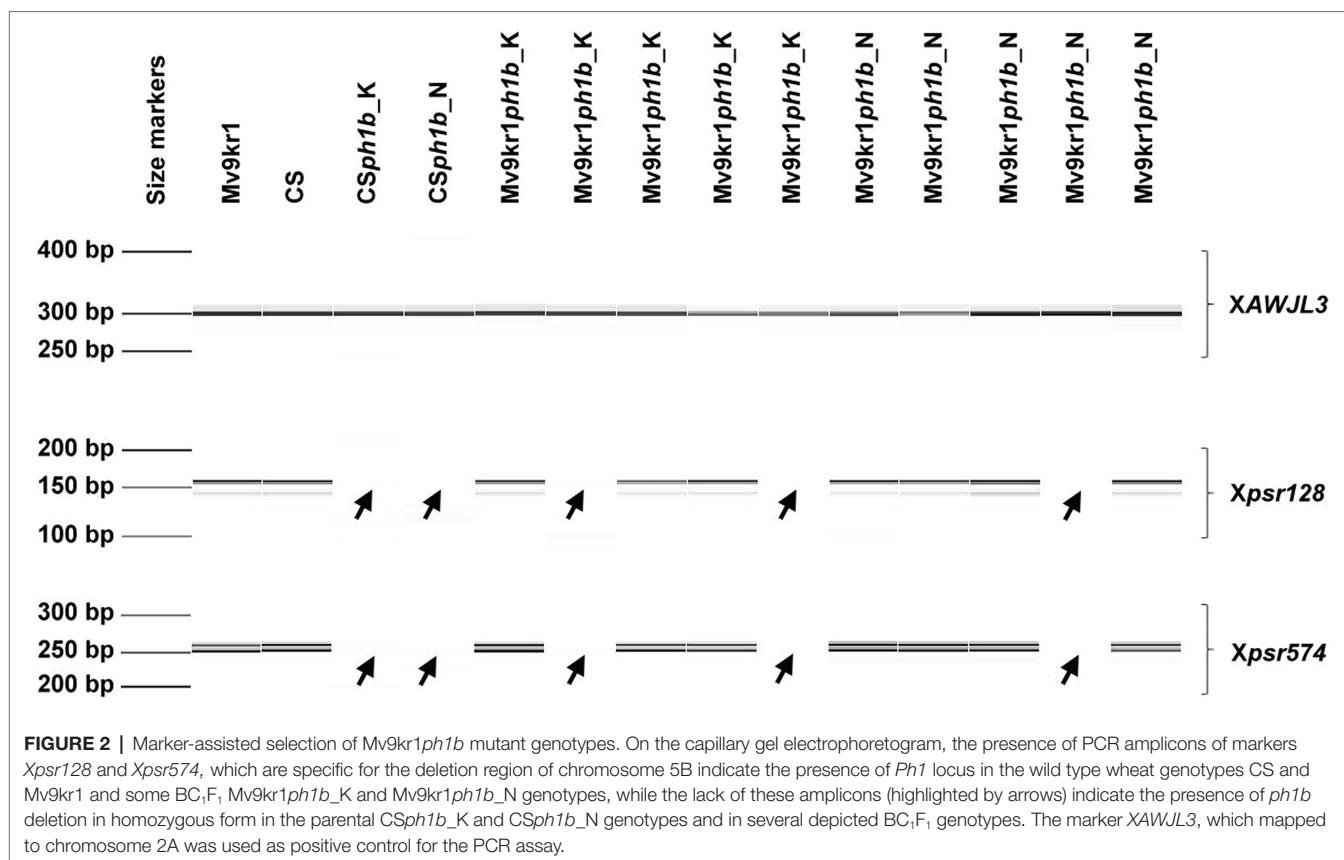 Size markers
Mv9kr1
CS
CSph1b_K
CSph1b_N
Mv9kr1ph1b_K
Mv9kr1ph1b_K
Mv9kr1ph1b_K
Mv9kr1ph1b_K
Mv9kr1ph1b_K
Mv9kr1ph1b_N
Mv9kr1ph1b_N
Mv9kr1ph1b_N
Mv9kr1ph1b_N
Mv9kr1ph1b_N
400 bp
300 bp
250 bp
XAWJL3
200 bp
150 bp
100 bp
Xpsr128
300 bp
250 bp
200 bp
Xpsr574
FIGURE 2 | Marker-assisted selection of Mv9kr1ph1b mutant genotypes. On the capillary gel electrophoretogram, the presence of PCR amplicons of markers
Xpsr128 and Xpsr574, which are specific for the deletion region of chromosome 5B indicate the presence of Ph1 locus in the wild type wheat genotypes CS and
Mv9kr1 and some BC₁F₁ Mv9kr1ph1b_K and Mv9kr1ph1b_N genotypes, while the lack of these amplicons (highlighted by arrows) indicate the presence of ph1b
deletion in homozygous form in the parental CSph1b_K and CSph1b_N genotypes and in several depicted BC₁F₁ genotypes. The marker XAWJL3, which mapped
to chromosome 2A was used as positive control for the PCR assay.